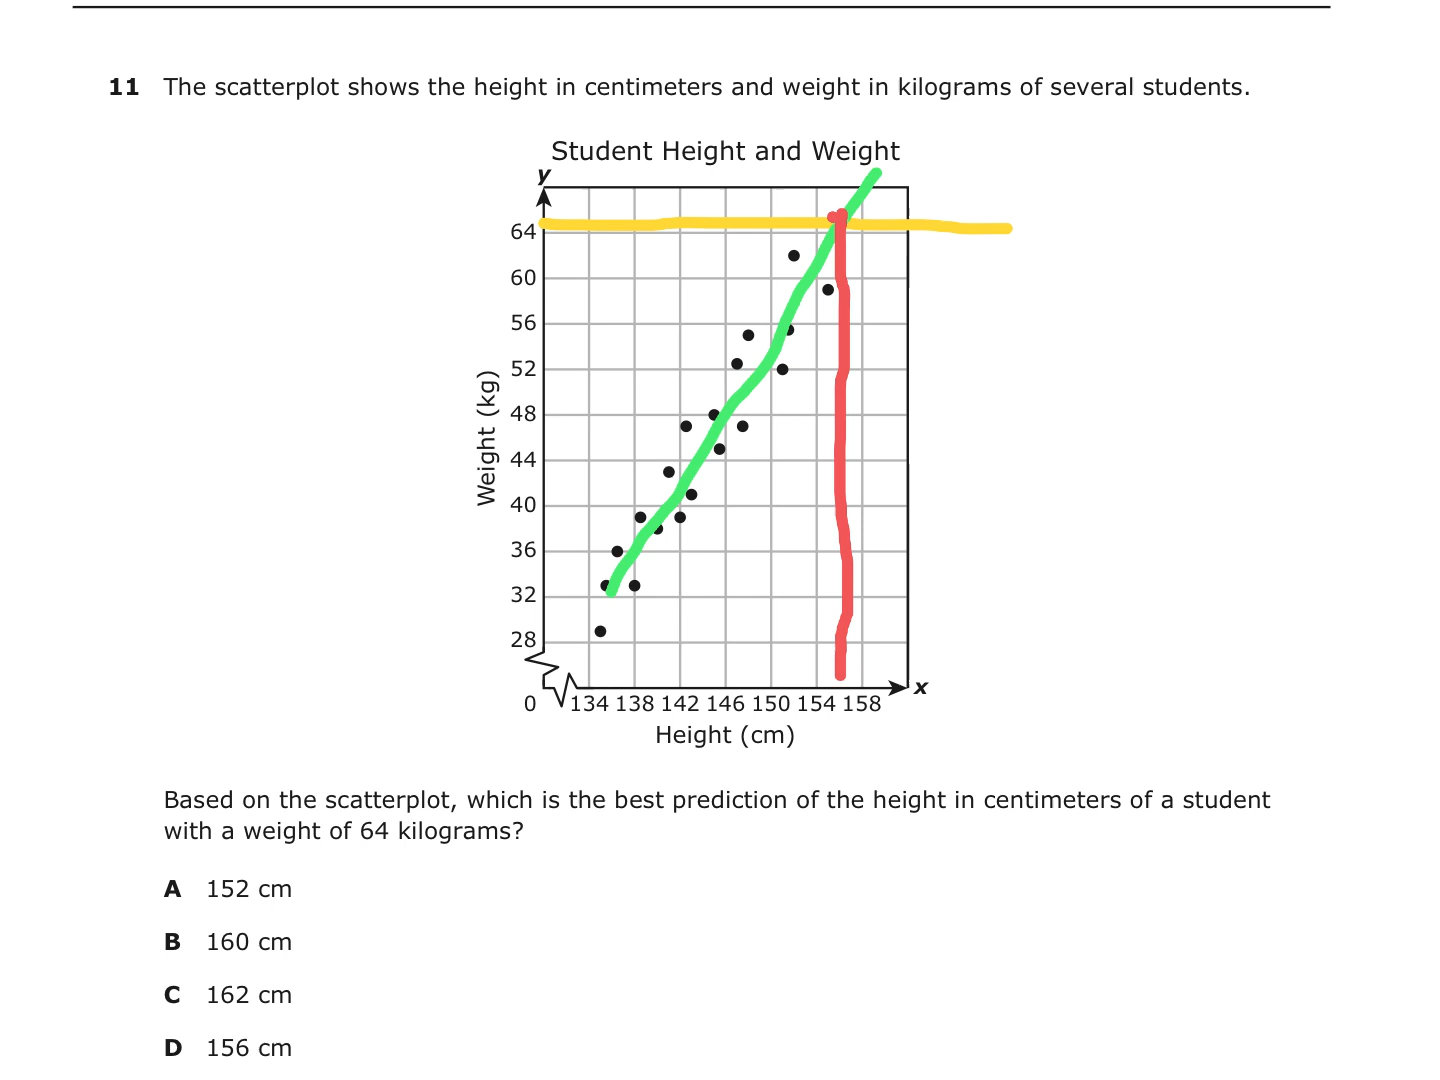 11 The scatterplot shows the height in centimeters and weight in kilograms of several students.
Student Height and Weight
y
64
60
56
52
48
44
40
36
32
28
Weight (kg)
0 134 138 142 146 150 154 158 x
Height (cm)
Based on the scatterplot, which is the best prediction of the height in centimeters of a student
with a weight of 64 kilograms?
A 152 cm
B 160 cm
C 162 cm
D 156 cm